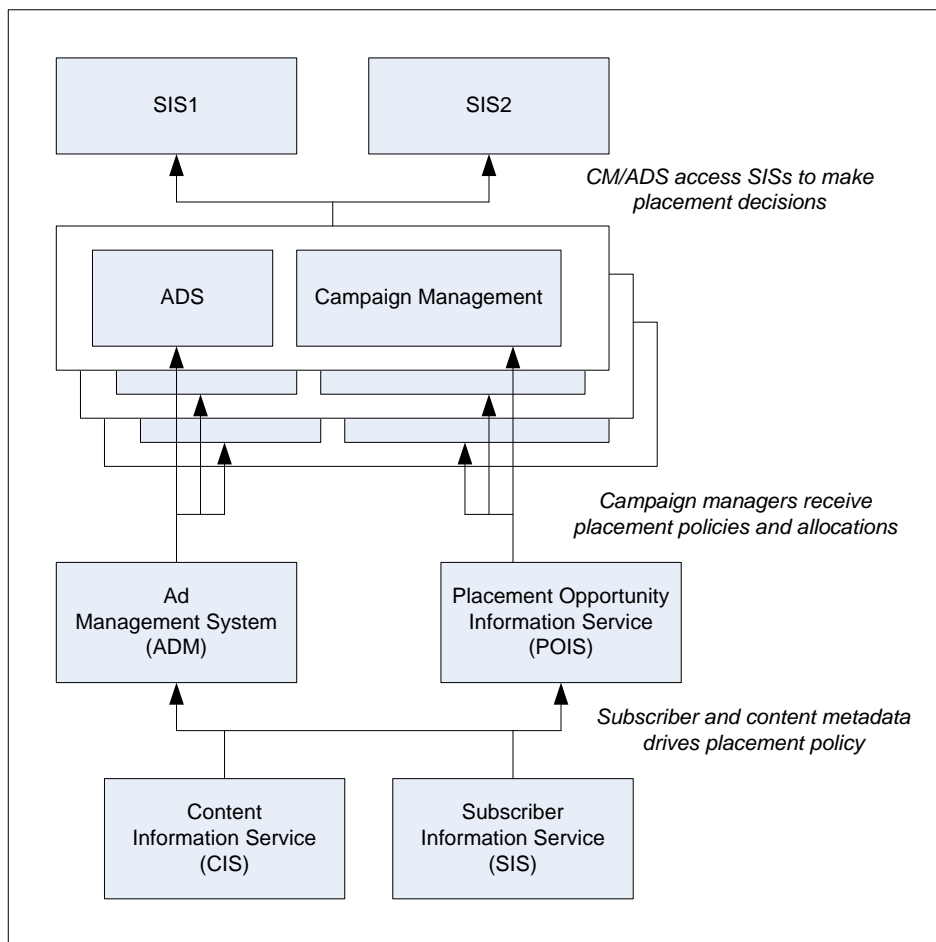 SIS1
SIS2
CM/ADS access SISs to make
placement decisions
ADS
Campaign Management
Campaign managers receive
placement policies and allocations
Ad
Management System
(ADM)
Placement Opportunity
Information Service
(POIS)
Subscriber and content metadata
drives placement policy
Content
Information Service
(CIS)
Subscriber
Information Service
(SIS)